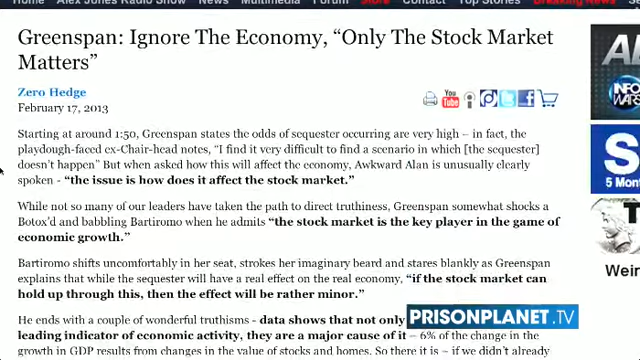 Home Alex Jones Radio Show News Multimedia Forum Store Contact Top Stories Breaking News
Greenspan: Ignore The Economy, “Only The Stock Market
Matters”
Zero Hedge
February 17, 2013
You
Tube
INFO
WARS
Starting at around 1:50, Greenspan states the odds of sequester occurring are very high – in fact, the
playdough-faced ex-Chair-head notes, “I find it very difficult to find a scenario in which [the sequester]
doesn’t happen” But when asked how this will affect the economy, Awkward Alan is unusually clearly
spoken - “the issue is how does it affect the stock market.”
S
5 Mont
While not so many of our leaders have taken the path to direct truthiness, Greenspan somewhat shocks a
Botox’d and babbling Bartiromo when he admits “the stock market is the key player in the game of
economic growth.”
Weir
Bartiromo shifts uncomfortably in her seat, strokes her imaginary beard and stares blankly as Greenspan
explains that while the sequester will have a real effect on the real economy, “if the stock market can
hold up through this, then the effect will be rather minor.”
PRISONPLANET.TV
He ends with a couple of wonderful truthisms - data shows that not only
leading indicator of economic activity, they are a major cause of it – 6% of the change in the
growth in GDP results from changes in the value of stocks and homes. So there it is – if we didn’t already